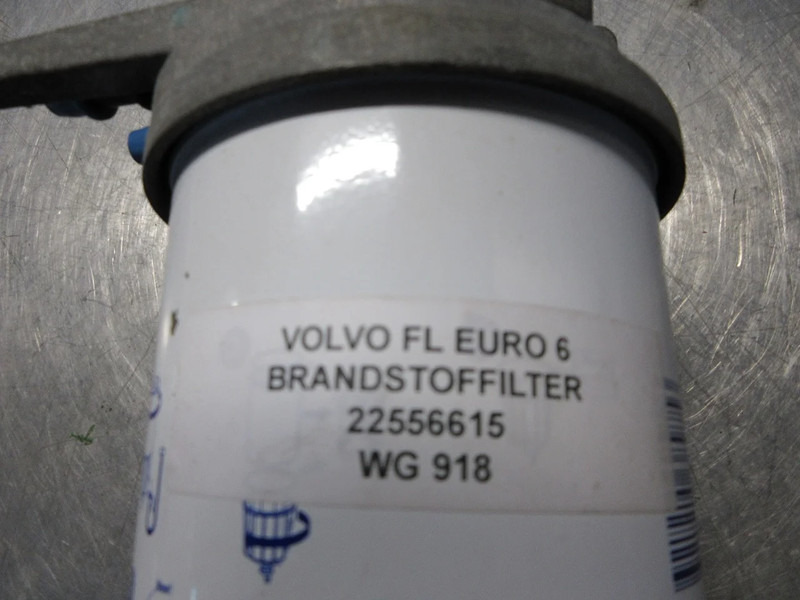 VOLVO FL EURO 6
BRANDSTOFFILTER
22556615
WG 918